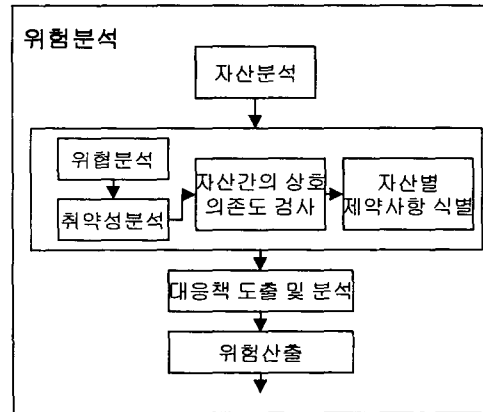 위험분석
자산분석
위협분석
취약성분석
자산간의 상호
의존도 검사
자산별
제약사항 식별
대응책 도출 및 분석
위험산출